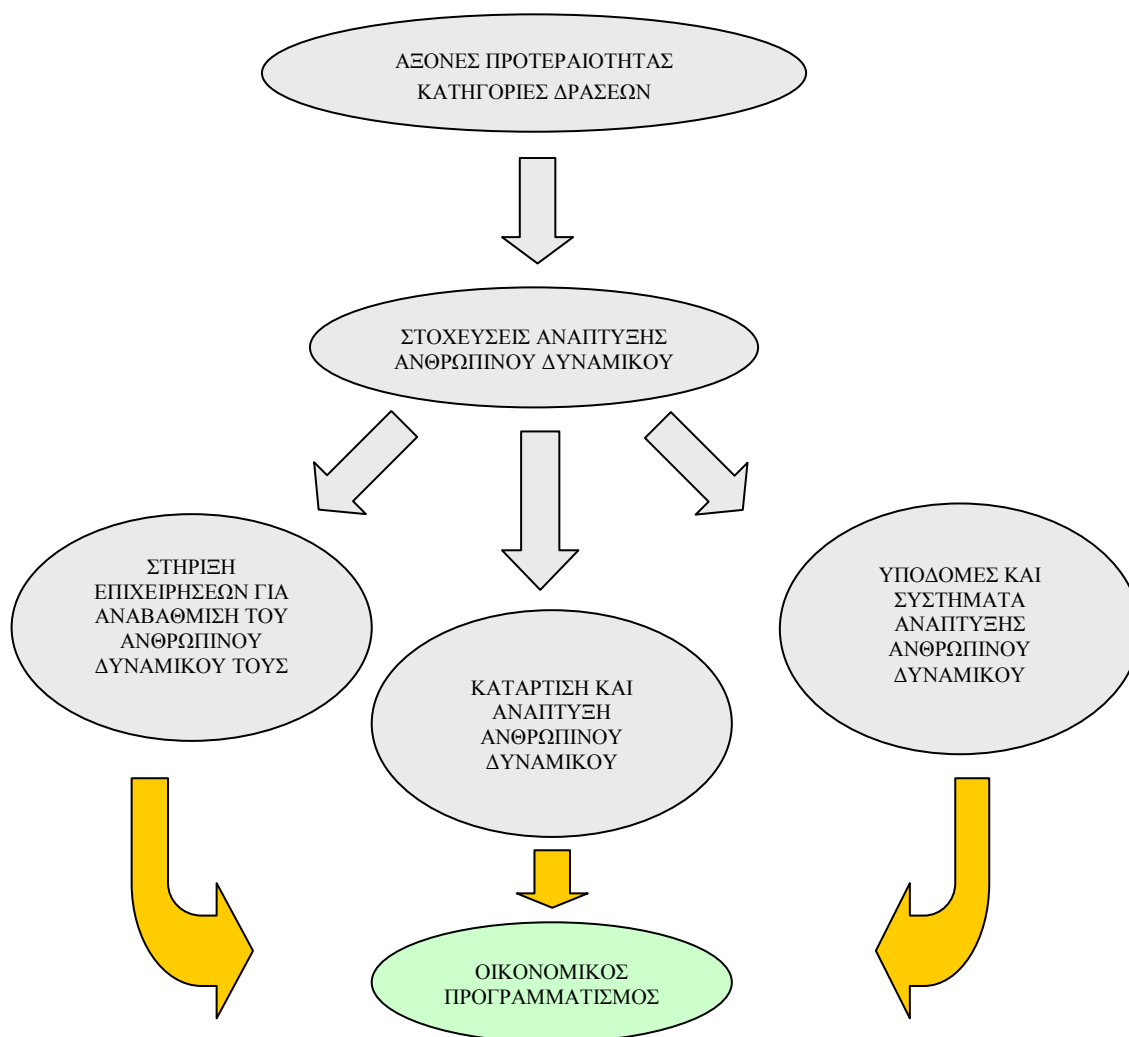 ΑΞΟΝΕΣ ΠΡΟΤΕΡΑΙΟΤΗΤΑΣ
ΚΑΤΗΓΟΡΙΕΣ ΔΡΑΣΕΩΝ
ΣΤΟΧΕΥΣΕΙΣ ΑΝΑΠΤΥΞΗΣ
ΑΝΘΡΩΠΙΝΟΥ ΔΥΝΑΜΙΚΟΥ
ΣΤΗΡΙΞΗ
ΕΠΙΧΕΙΡΗΣΕΩΝ ΓΙΑ
ΑΝΑΒΑΘΜΙΣΗ ΤΟΥ
ΑΝΘΡΩΠΙΝΟΥ
ΔΥΝΑΜΙΚΟΥ ΤΟΥΣ
ΚΑΤΑΡΤΙΣΗ ΚΑΙ
ΑΝΑΠΤΥΞΗ
ΑΝΘΡΩΠΙΝΟΥ
ΔΥΝΑΜΙΚΟΥ
ΥΠΟΔΟΜΕΣ ΚΑΙ
ΣΥΣΤΗΜΑΤΑ
ΑΝΑΠΤΥΞΗΣ
ΑΝΘΡΩΠΙΝΟΥ
ΔΥΝΑΜΙΚΟΥ
ΟΙΚΟΝΟΜΙΚΟΣ
ΠΡΟΓΡΑΜΜΑΤΙΣΜΟΣ